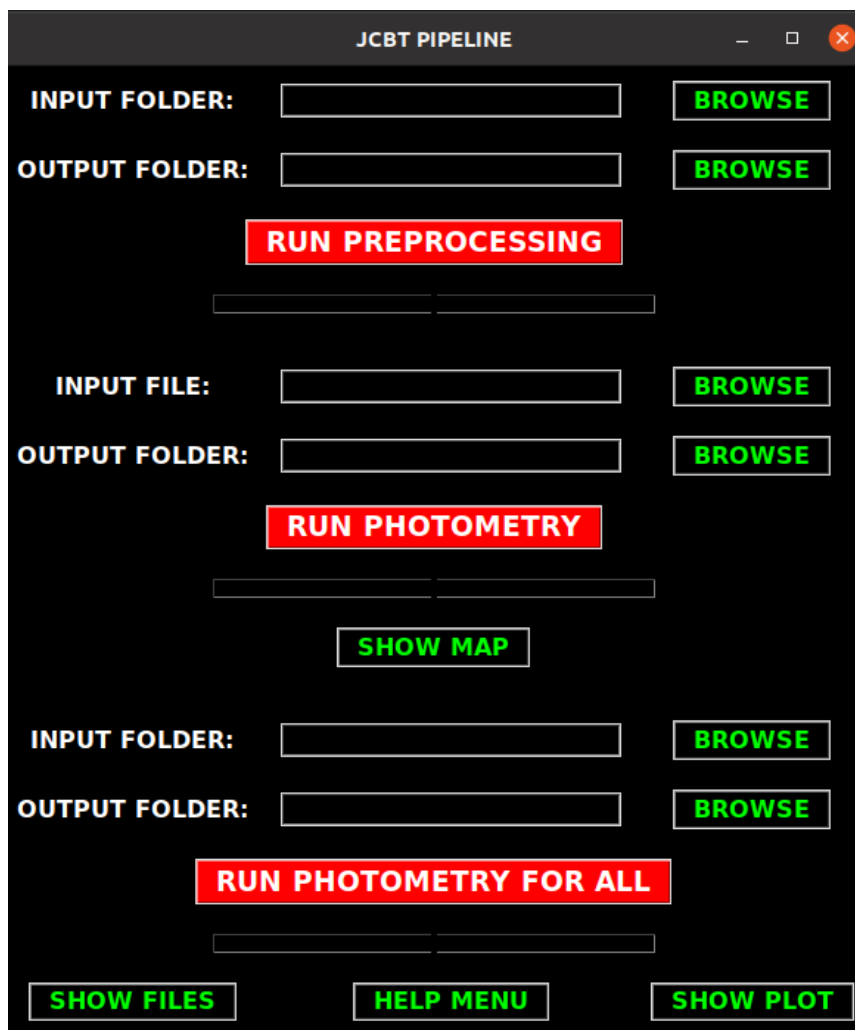 JCBT PIPELINE
INPUT FOLDER: BROWSE
OUTPUT FOLDER: BROWSE
RUN PREPROCESSING
INPUT FILE: BROWSE
OUTPUT FOLDER: BROWSE
RUN PHOTOMETRY
SHOW MAP
INPUT FOLDER: BROWSE
OUTPUT FOLDER: BROWSE
RUN PHOTOMETRY FOR ALL
SHOW FILES HELP MENU SHOW PLOT